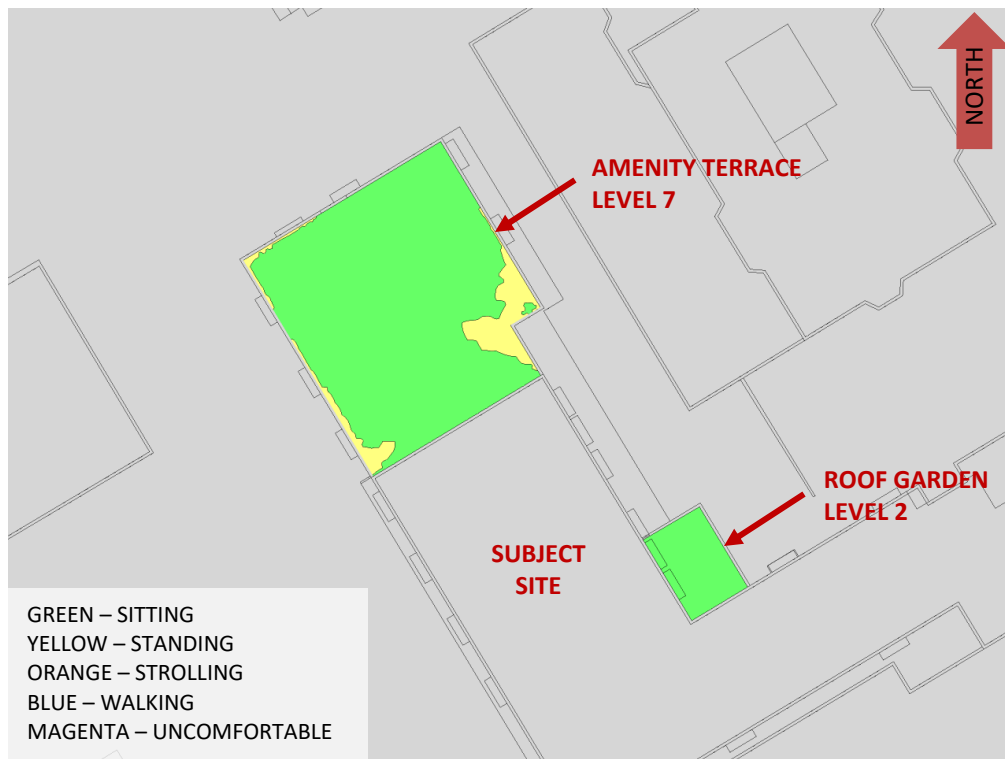 NORTH
AMENITY TERRACE
LEVEL 7
ROOF GARDEN
LEVEL 2
SUBJECT
SITE
GREEN – SITTING
YELLOW – STANDING
ORANGE – STROLLING
BLUE – WALKING
MAGENTA – UNCOMFORTABLE